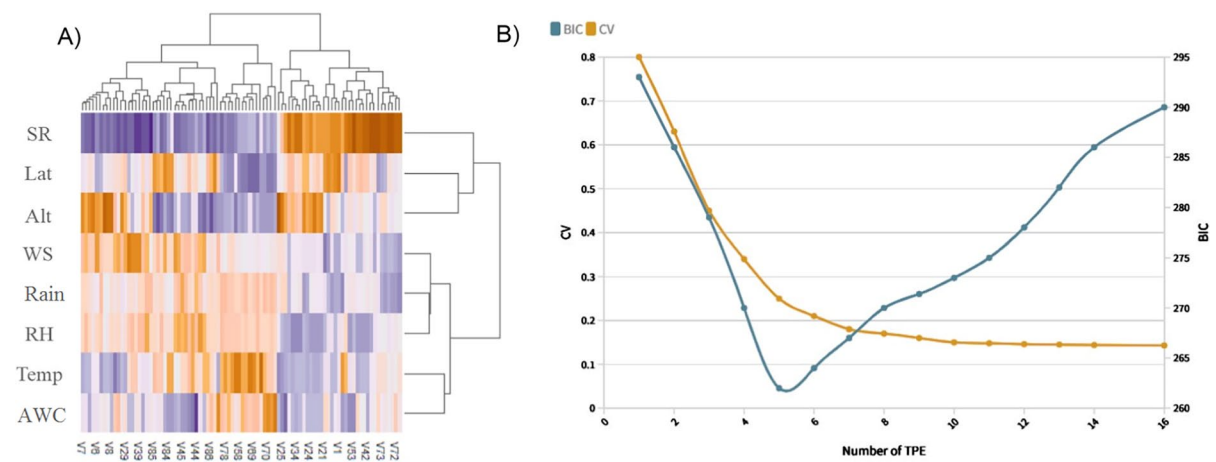 A)
SR
Lat
Alt
WS
Rain
RH
Temp
AWC
V7 V6 V8 V29 V39 V85 V84 V45 V44 V86 V78 V58 V69 V70 V25 V34 V24 V21 V1 V53 V42 V73 V72
B)
BIC CV
0.8 295
0.7 290
0.6 285
0.5 280
0.4 275
0.3 270
0.2 265
0.1
0 260
CV
BIC
0 2 4 6 8 10 12 14 16
Number of TPE